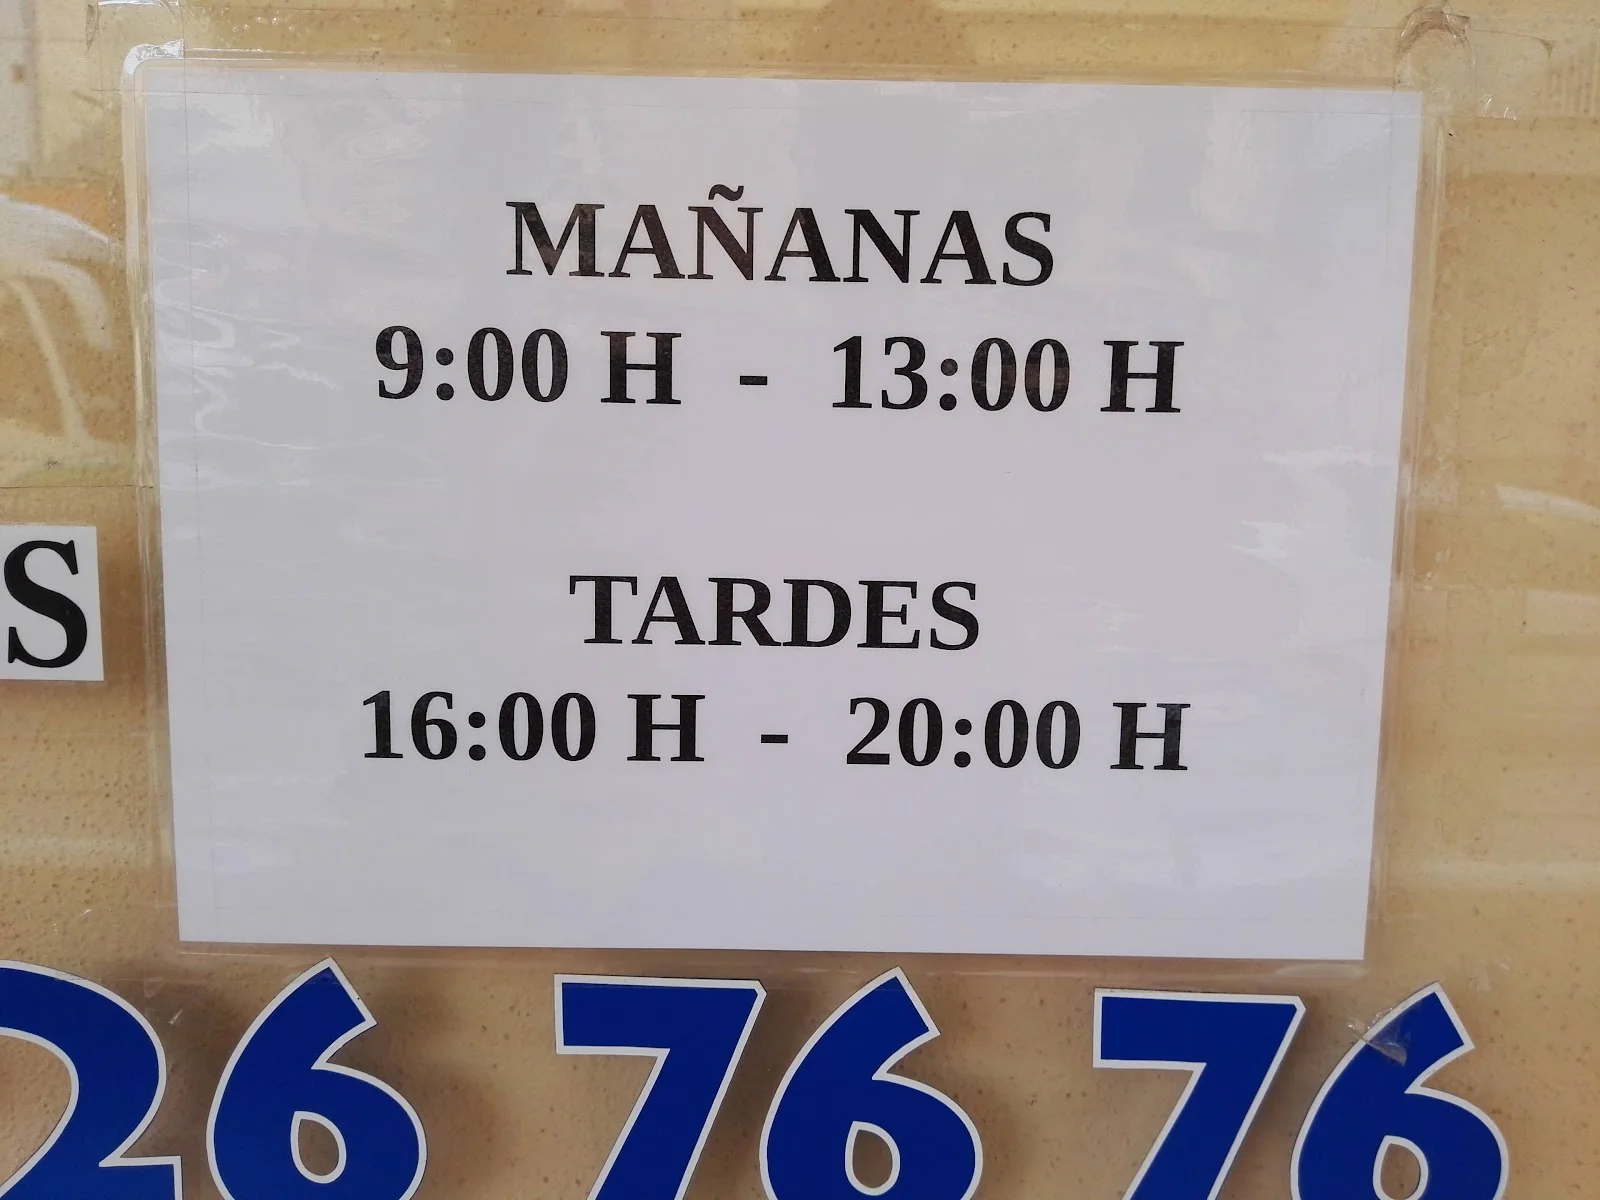 MAÑANAS
9:00 H - 13:00 H
TARDES
16:00 H - 20:00 H
S
26 76 76